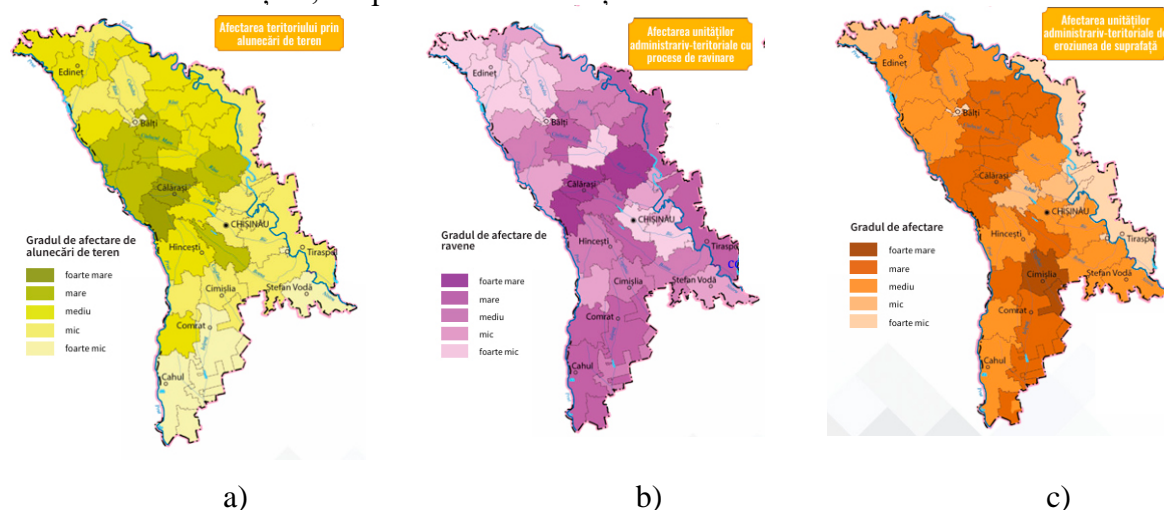 Afectarea teritoriului prin
alunecări de teren
Edineț
Bălți
Călărași
CHIȘINĂU
Hîncești
Tiraspol
Cimișlia
Ștefan Vodă
Comrat
Cahul
Gradul de afectare de
alunecări de teren
foarte mare
mare
mediu
mic
foarte mic
a)
Afectarea unităților
administrariv-teritoriale cu
procese de ravinare
Edineț
Bălți
Călărași
CHIȘINĂU
Hîncești
Tiraspo
Cimișlia
Ștefan Vodă
Comrat
Cahul
Gradul de afectare de
ravene
foarte mare
mare
mediu
mic
foarte mic
b)
Afectarea unităților
administrariv-teritoriale de
eroziunea de suprafață
Edineț
Bălți
Călărași
CHIȘINĂU
Hîncești
Tiraspol
Cimișlia
Ștefan Vodă
Comrat
Cahul
Gradul de afectare
foarte mare
mare
mediu
mic
foarte mic
c)